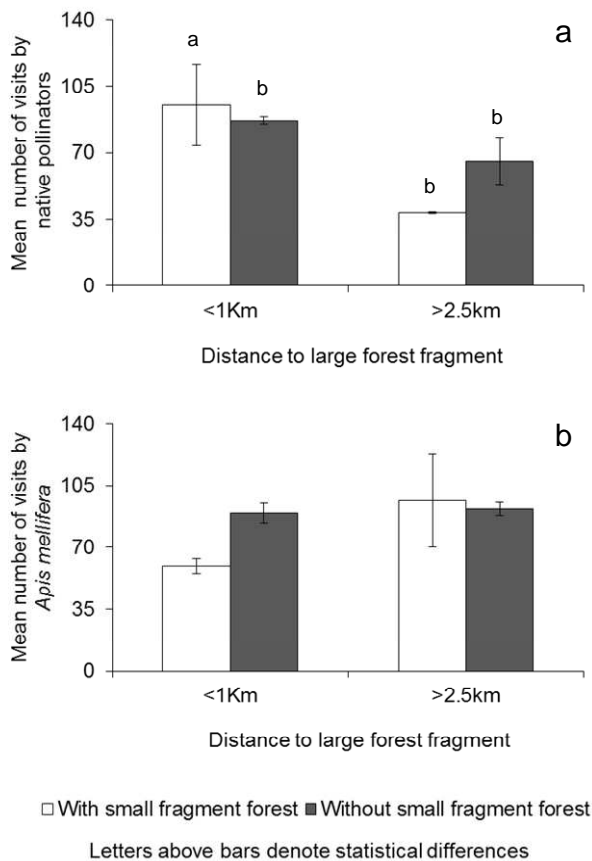 Mean number of visits by
native pollinators
140
105
70
35
0
a
a
b
b
b
<1Km
>2.5km
Distance to large forest fragment
Mean number of visits by
Apis mellifera
140
105
70
35
0
b
<1Km
>2.5km
Distance to large forest fragment
With small fragment forest
Without small fragment forest
Letters above bars denote statistical differences